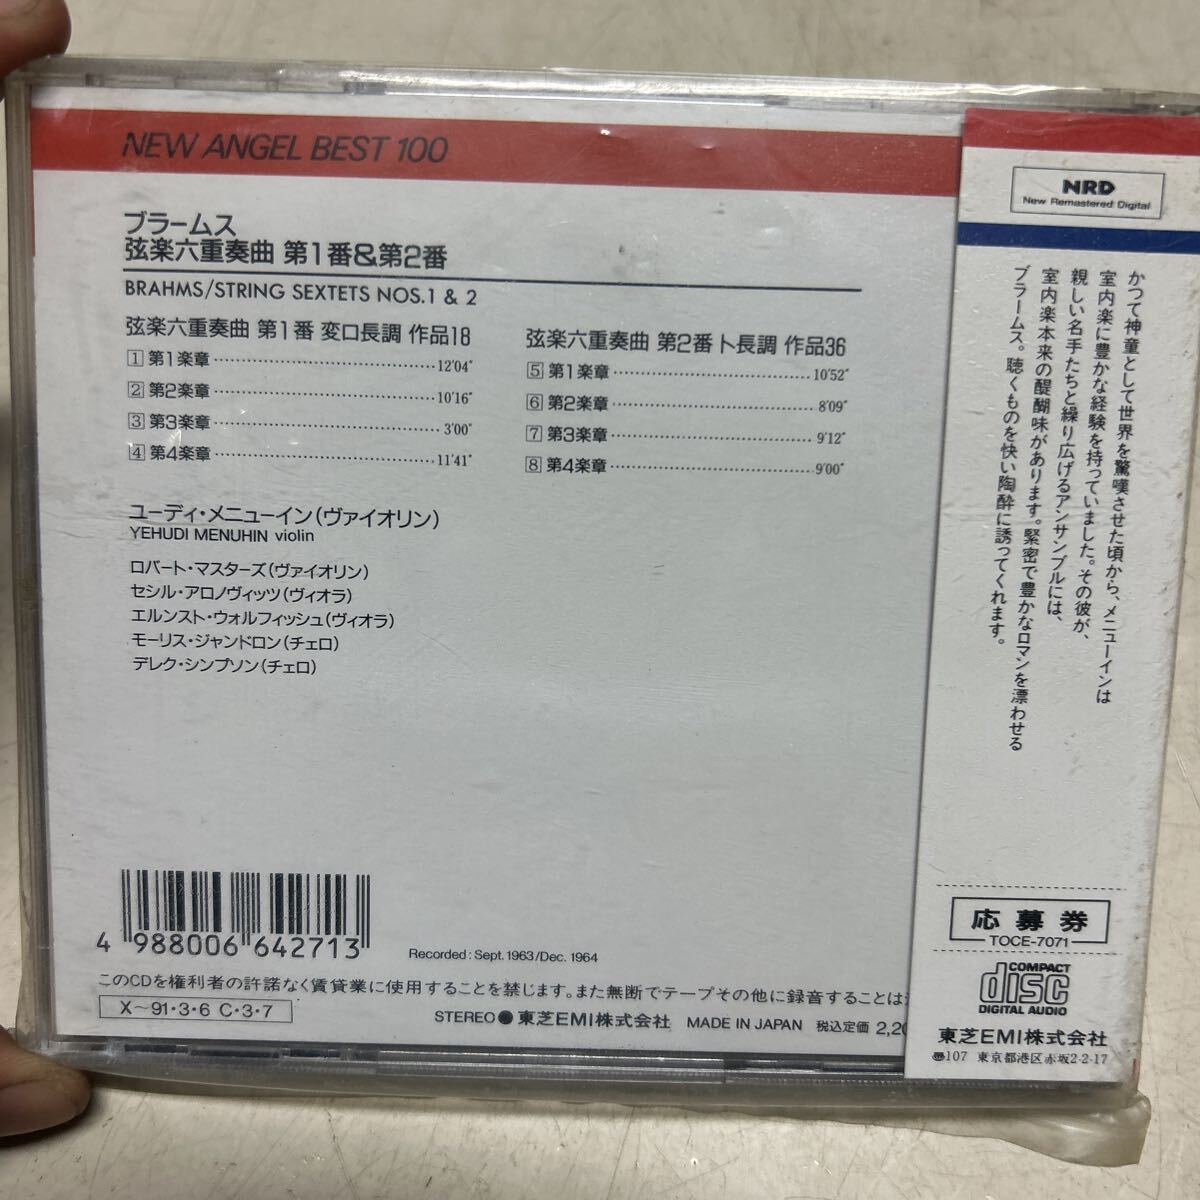 NEW ANGEL BEST 100
ブラームス
弦楽六重奏曲 第1番&第2番
BRAHMS/STRING SEXTETS NOS.1 & 2
弦楽六重奏曲 第1番 変ロ長調 作品18
1 第1楽章 12'04"
2 第2楽章 10'16"
3 第3楽章 3'00"
4 第4楽章 11'41"
弦楽六重奏曲 第2番 ト長調 作品36
5 第1楽章 10'52"
6 第2楽章 8'09"
7 第3楽章 9'12"
8 第4楽章 9'00"
ユーディ・メニューイン(ヴァイオリン)
YEHUDI MENUHIN violin
ロバート・マスターズ(ヴァイオリン)
セシル・アロノヴィッツ(ヴィオラ)
エルンスト・ウォルフィッシュ(ヴィオラ)
モーリス・ジャンドロン(チェロ)
デレク・シンプソン(チェロ)
4 988006 642713
Recorded: Sept. 1963/Dec. 1964
このCDを権利者の許諾なく賃貸業に使用することを禁じます。また無断でテープその他に録音することは
X〜91・3・6 C・3・7
STEREO ● 東芝EMI株式会社 MADE IN JAPAN 税込定価 2,20
NRD
New Remastered Digital
かつて神童として世界を驚嘆させた頃から、メニューインは
室内楽に豊かな経験を持っていました。その彼が、
親しい名手たちと繰り広げるアンサンブルには、
室内楽本来の醍醐味があります。緊密で豊かなロマンを漂わせる
ブラームス。聴くものを快い陶酔に誘ってくれます。
応募券
TOCE-7071
COMPACT
disc
DIGITAL AUDIO
東芝EMI株式会社
〠107 東京都港区赤坂2-2-17